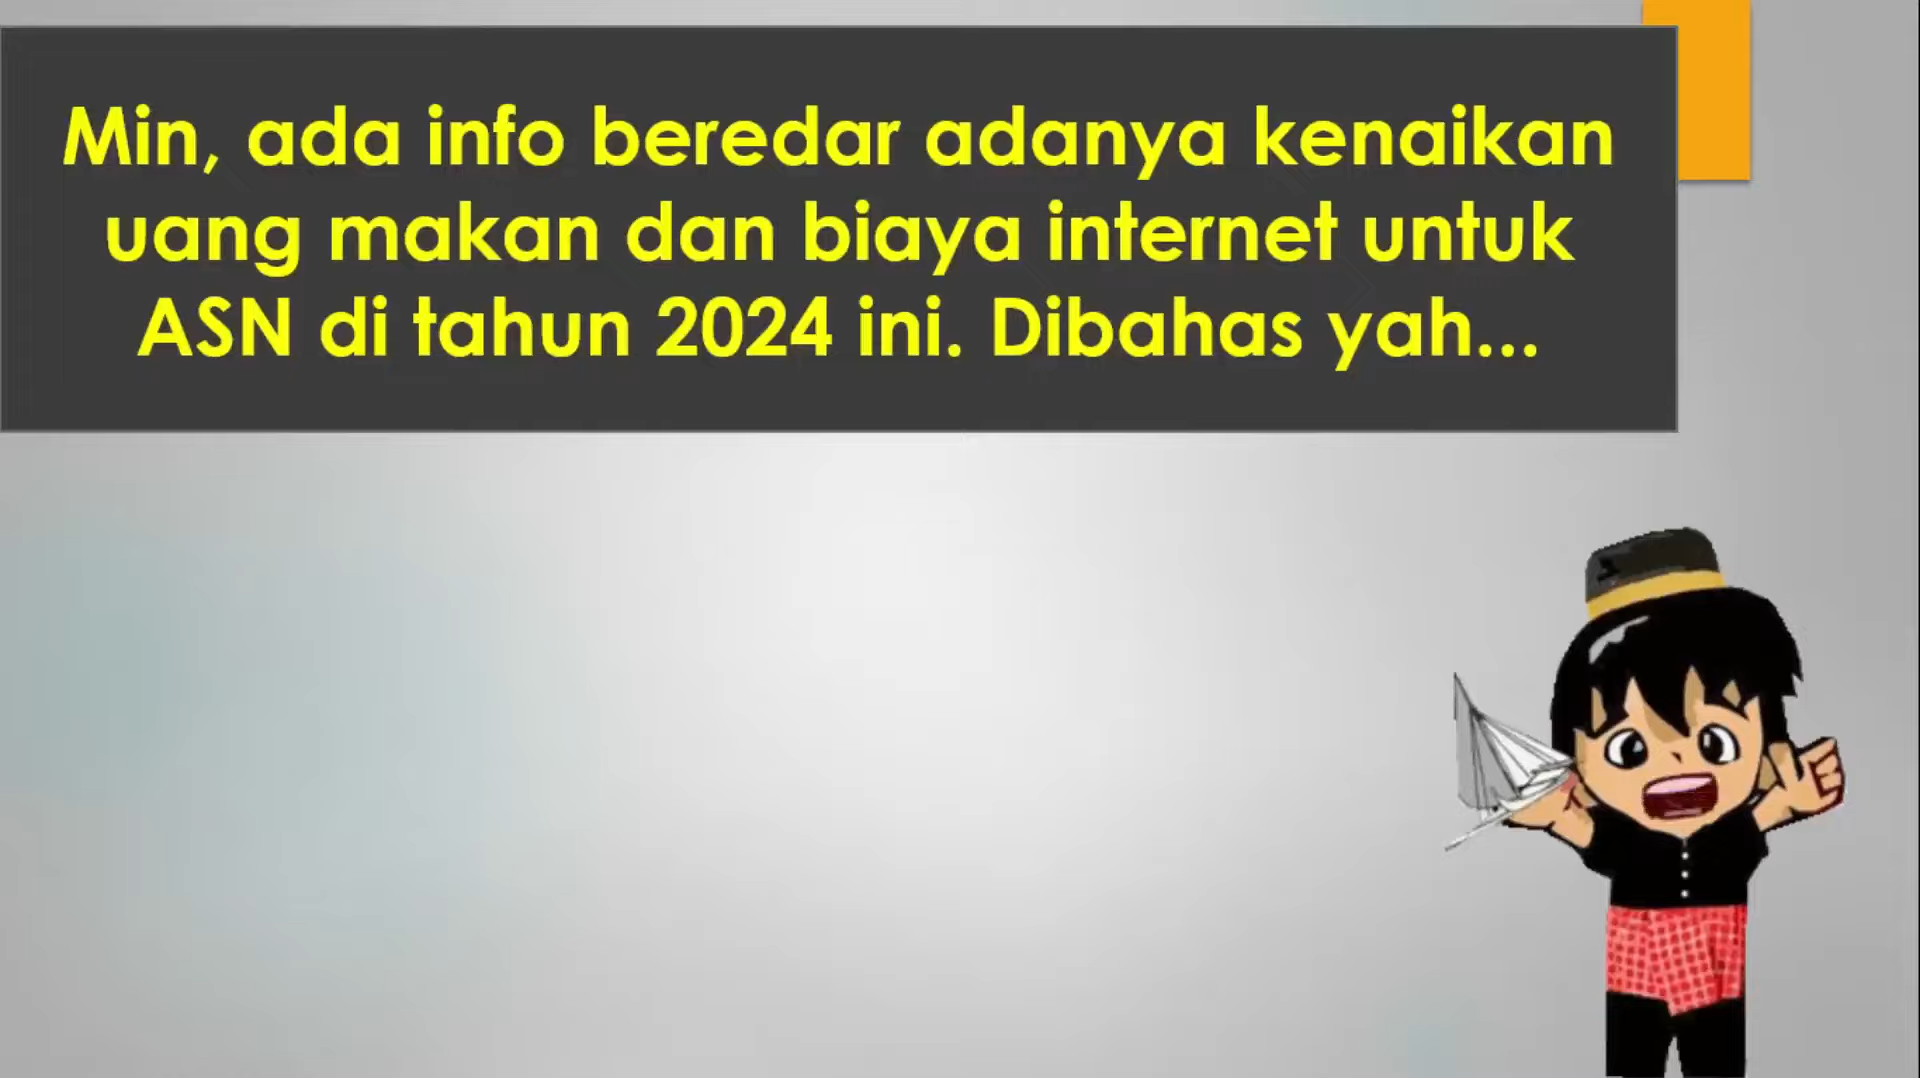 Min, ada info beredar adanya kenaikan
uang makan dan biaya internet untuk
ASN di tahun 2024 ini. Dibahas yah...